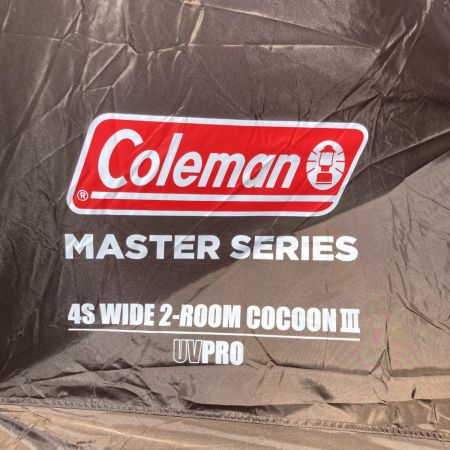 Coleman
®
MASTER SERIES
4S WIDE 2-ROOM COCOON III
UVPRO